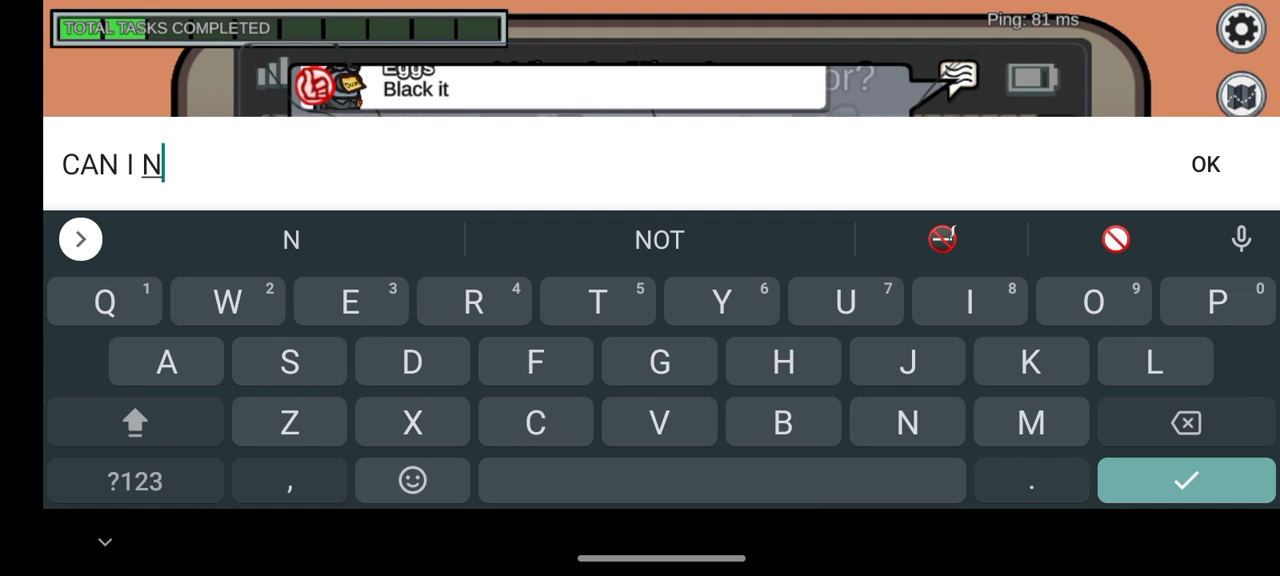 TOTAL TASKS COMPLETED
Ping: 81 ms
Eggs
or?
Black it
CAN I N
OK
N
NOT
Q 1 W 2 E 3 R 4 T 5 Y 6 U 7 I 8 O 9 P 0
A S D F G H J K L
Z X C V B N M
?123 , .